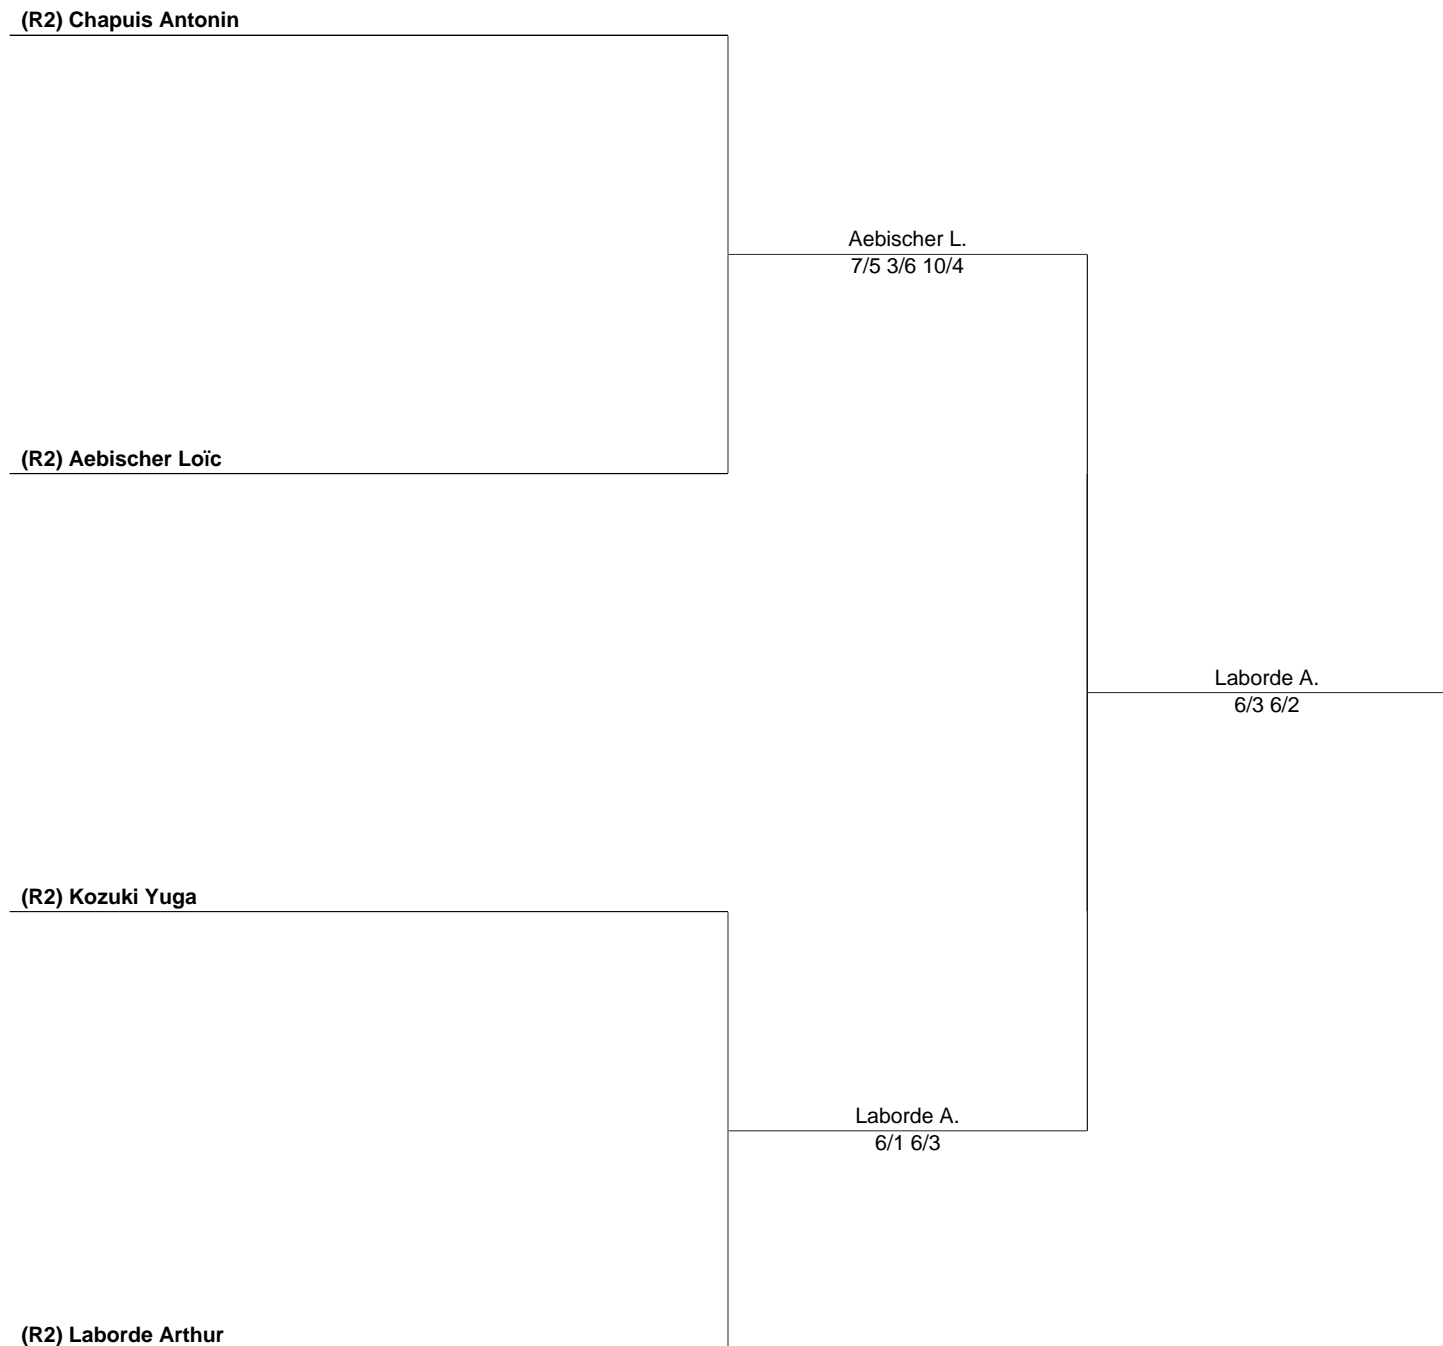 (R2) Chapuis Antonin
Aebischer L.
7/5 3/6 10/4
(R2) Aebischer Loïc
Laborde A.
6/3 6/2
(R2) Kozuki Yuga
Laborde A.
6/1 6/3
(R2) Laborde Arthur